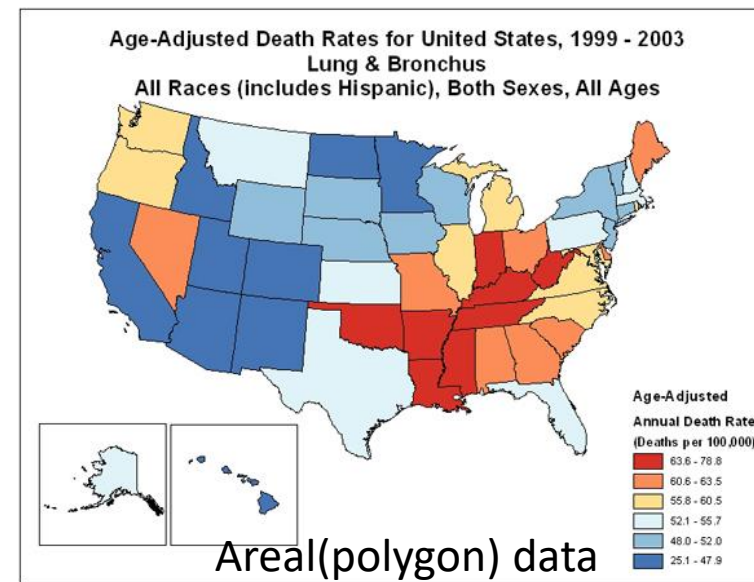 Age-Adjusted Death Rates for United States, 1999 - 2003
Lung & Bronchus
All Races (includes Hispanic), Both Sexes, All Ages
Age-Adjusted
Annual Death Rate
(Deaths per 100,000)
63.6 - 78.8
60.6 - 63.5
55.8 - 60.5
52.1 - 55.7
48.0 - 52.0
25.1 - 47.9
Areal(polygon) data